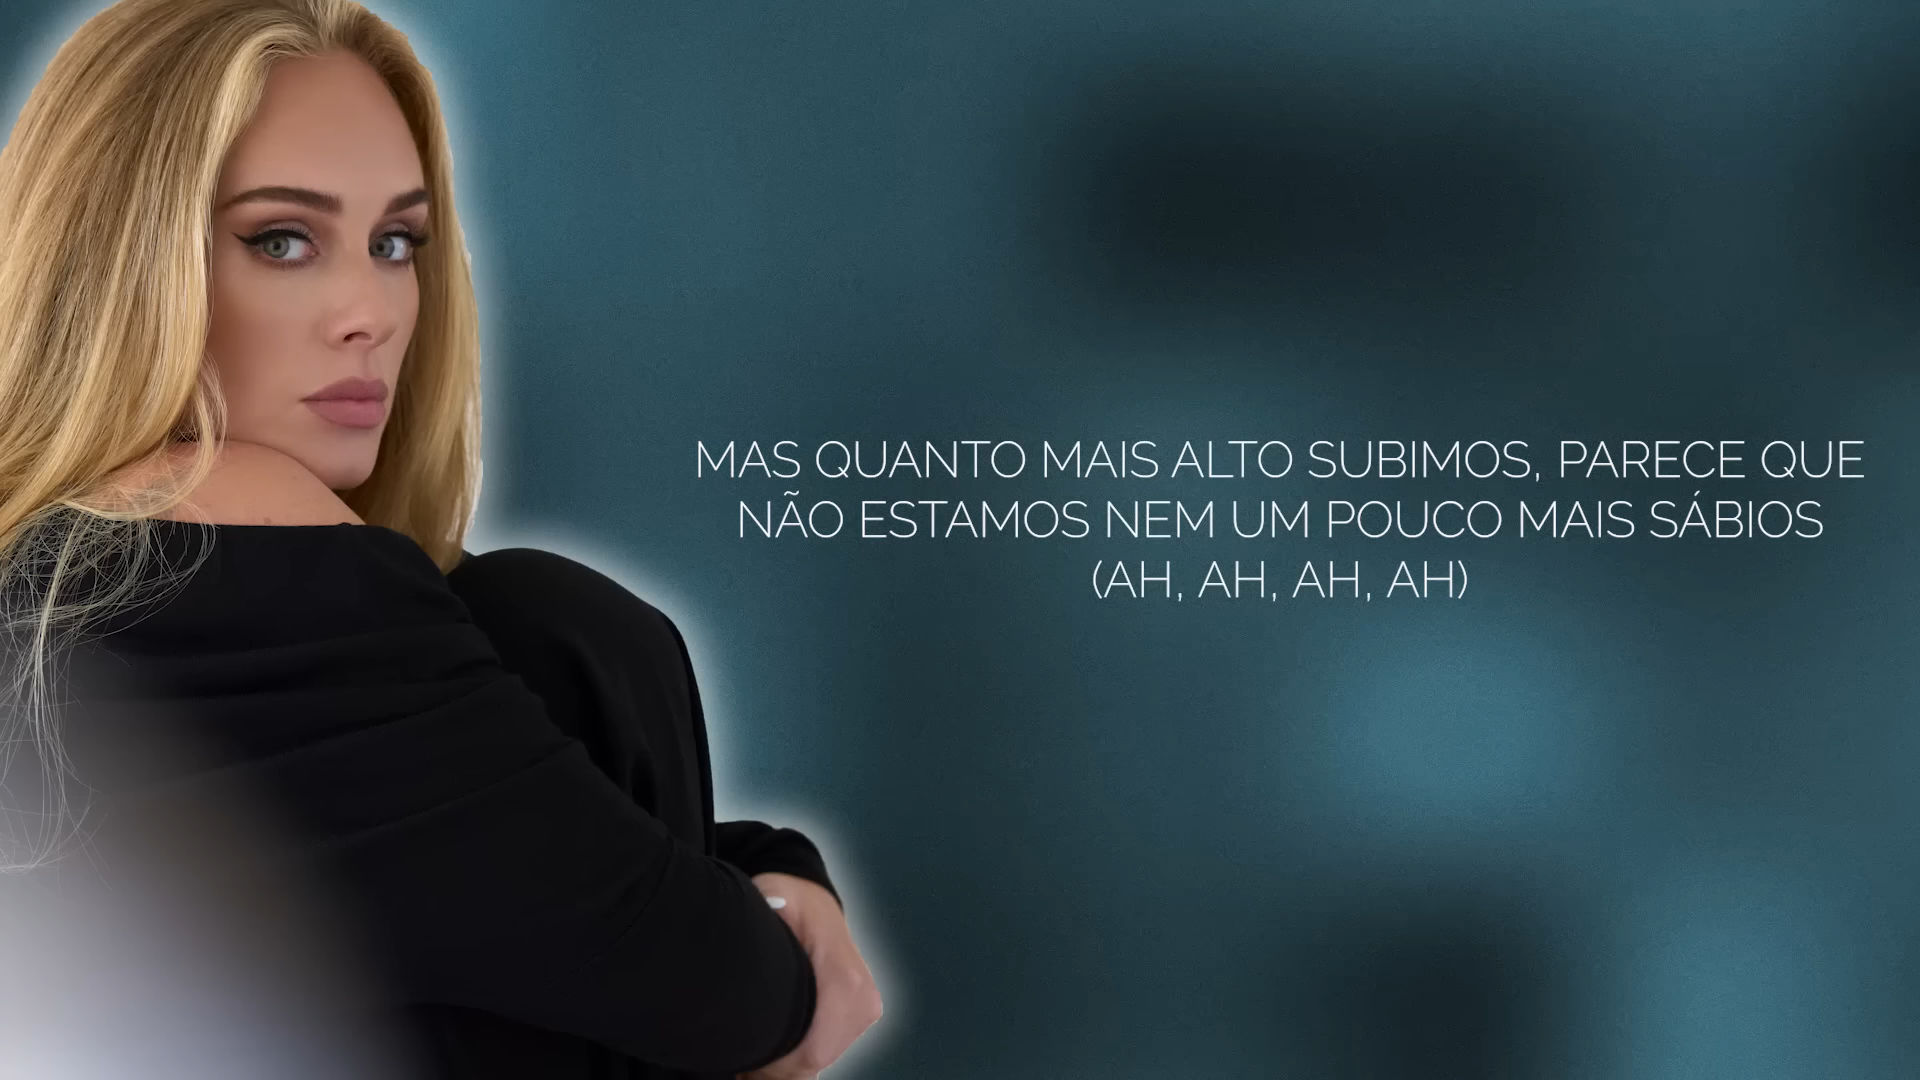 MAS QUANTO MAIS ALTO SUBIMOS, PARECE QUE
NÃO ESTAMOS NEM UM POUCO MAIS SÁBIOS
(AH, AH, AH, AH)